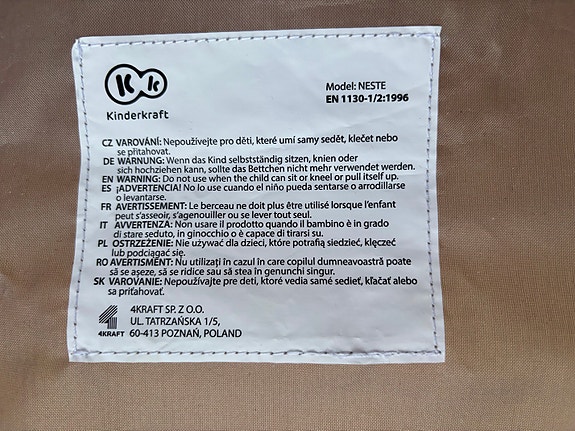 K k
Kinderkraft
Model: NESTE
EN 1130-1/2:1996
CZ VAROVÁNÍ: Nepoužívejte pro děti, které umí samy sedět, klečet nebo
se přitahovat.
DE WARNUNG: Wenn das Kind selbstständig sitzen, knien oder
sich hochziehen kann, sollte das Bettchen nicht mehr verwendet werden.
EN WARNING: Do not use when the child can sit or kneel or pull itself up.
ES ¡ADVERTENCIA! No lo use cuando el niño pueda sentarse o arrodillarse
o levantarse.
FR AVERTISSEMENT: Le berceau ne doit plus être utilisé lorsque l'enfant
peut s'asseoir, s'agenouiller ou se lever tout seul.
IT AVVERTENZA: Non usare il prodotto quando il bambino è in grado
di stare seduto, in ginocchio o è capace di tirarsi su.
PL OSTRZEŻENIE: Nie używać dla dzieci, które potrafią siedzieć, klęczeć
lub podciągać się.
RO AVERTISMENT: Nu utilizați în cazul în care copilul dumneavoastră poate
să se așeze, să se ridice sau să stea în genunchi singur.
SK VAROVANIE: Nepoužívejte pre deti, ktoré vedia samé sedieť, kľačať alebo
sa priťahovať.
4KRAFT
4KRAFT SP. Z O.O.
UL. TATRZAŃSKA 1/5,
60-413 POZNAŃ, POLAND